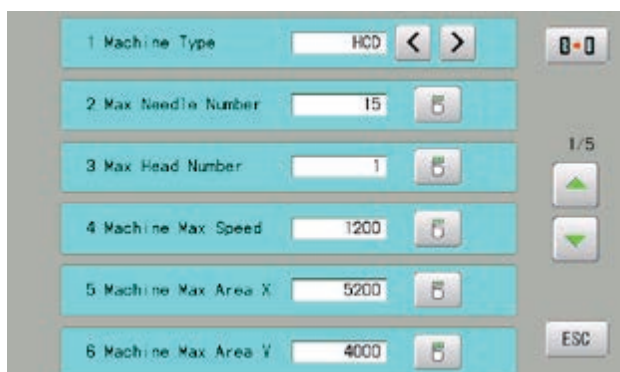 1 Machine Type HCD < >
2 Max Needle Number 15
3 Max Head Number 1
1/5
4 Machine Max Speed 1200
5 Machine Max Area X 5200
6 Machine Max Area Y 4000
ESC